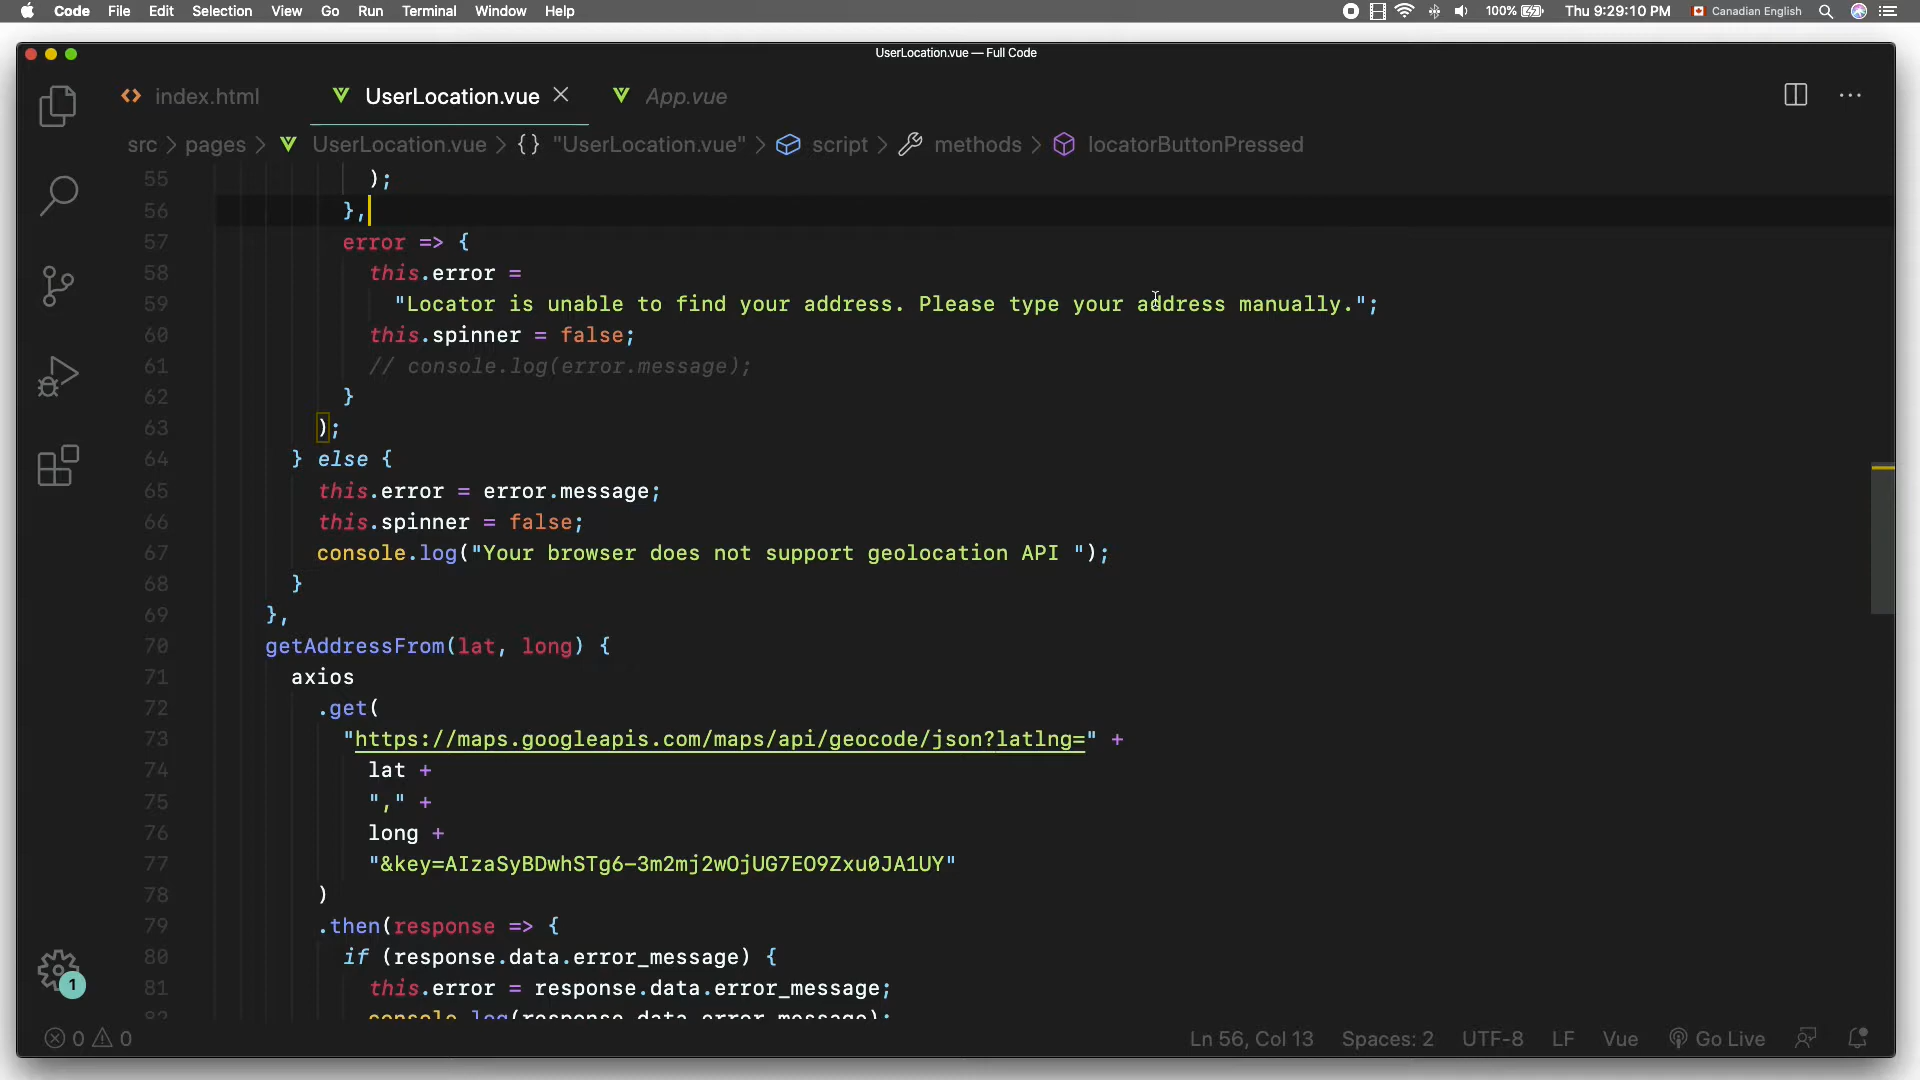 Code File Edit Selection View Go Run Terminal Window Help 100% Thu 9:29:10 PM Canadian English
UserLocation.vue — Full Code
index.html UserLocation.vue App.vue
src > pages > UserLocation.vue > {} "UserLocation.vue" > script > methods > locatorButtonPressed
55 );
56 },
57 error => {
58 this.error =
59 "Locator is unable to find your address. Please type your address manually.";
60 this.spinner = false;
61 // console.log(error.message);
62 }
63 );
64 } else {
65 this.error = error.message;
66 this.spinner = false;
67 console.log("Your browser does not support geolocation API ");
68 }
69 },
70 getAddressFrom(lat, long) {
71 axios
72 .get(
73 "https://maps.googleapis.com/maps/api/geocode/json?latlng=" +
74 lat +
75 "," +
76 long +
77 "&key=AIzaSyBDwhSTg6-3m2mj2wOjUG7EO9Zxu0JA1UY"
78 )
79 .then(response => {
80 if (response.data.error_message) {
81 this.error = response.data.error_message;
82 console.log(response.data.error_message);
1
0 0 Ln 56, Col 13 Spaces: 2 UTF-8 LF Vue Go Live